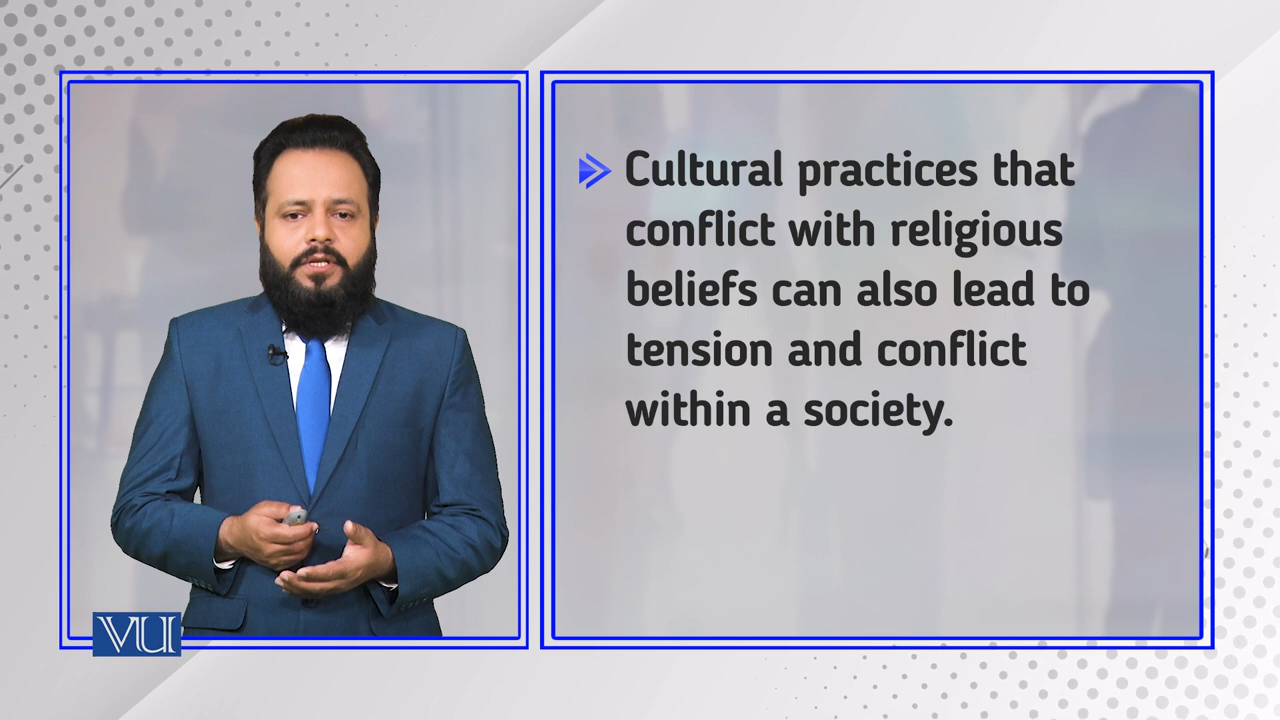 Cultural practices that
conflict with religious
beliefs can also lead to
tension and conflict
within a society.
VU